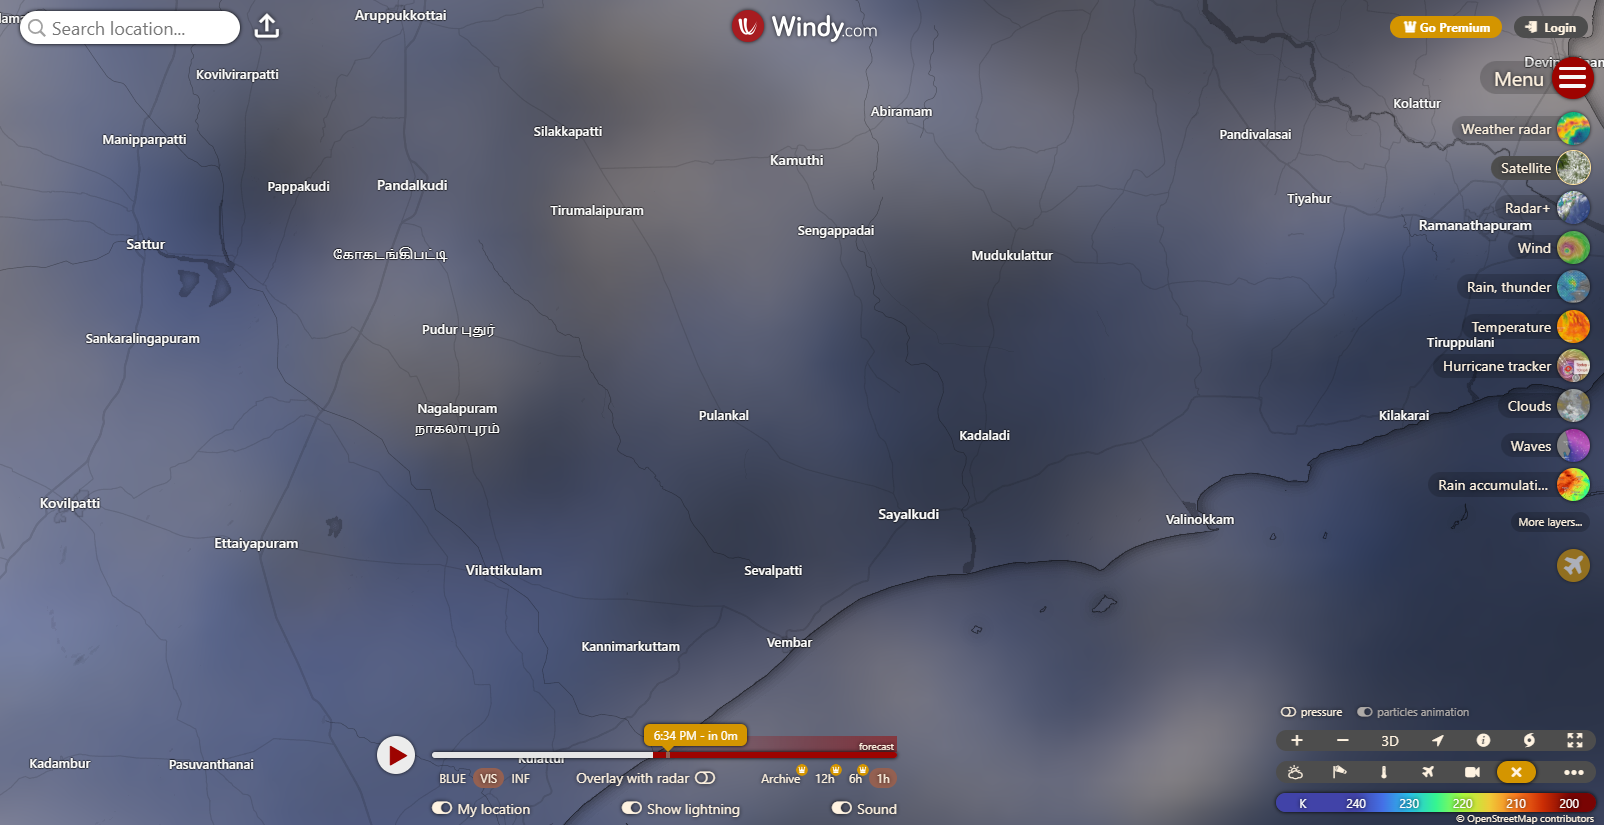 Search location...
Windy.com
Go Premium
Login
Aruppukkottai
Kovilvirarpatti
Menu
Kolattur
Abiramam
Weather radar
Silakkapatti
Pandivalasai
Manipparpatti
Kamuthi
Satellite
Pappakudi
Pandalkudi
Tiyahur
Tirumalaipuram
Radar+
Ramanathapuram
Sengappadai
Sattur
Wind
கோகடங்கிபட்டி
Mudukulattur
Rain, thunder
Pudur புதுர்
Temperature
Sankaralingapuram
Tiruppulani
Hurricane tracker
Nagalapuram
நாகலாபுரம்
Clouds
Pulankal
Kilakarai
Kadaladi
Waves
Rain accumulati...
Kovilpatti
Sayalkudi
Valinokkam
More layers...
Ettaiyapuram
Vilattikulam
Sevalpatti
Kannimarkuttam
Vembar
pressure
particles animation
6:34 PM - in 0m
forecast
3D
Kadambur
Pasuvanthanai
BLUE
VIS
INF
Overlay with radar
Archive
12h
6h
1h
My location
Show lightning
Sound
K 240 230 220 210 200
© OpenStreetMap contributors